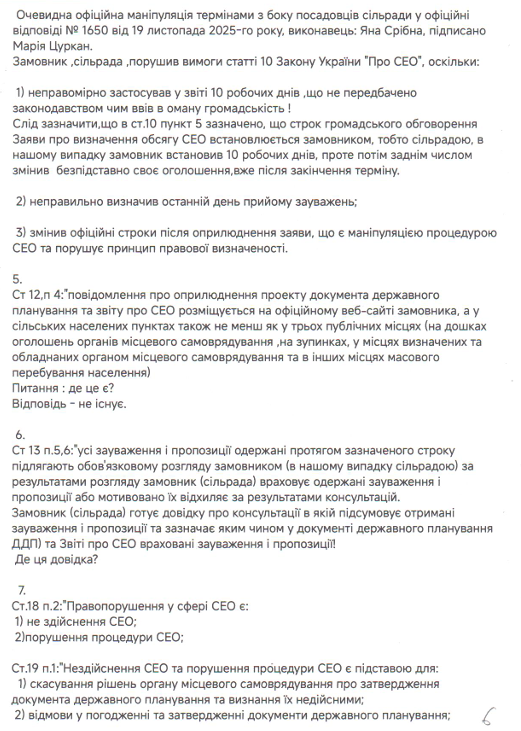 Очевидна офіційна маніпуляція термінами з боку посадовців сільради у офіційні
відповіді № 1650 від 19 листопада 2025-го року, виконавець: Яна Срібна, підписано
Марія Цуркан.
Замовник ,сільрада ,порушив вимоги статті 10 Закону України "Про СЕО", оскільки:
1) неправомірно застосував у звіті 10 робочих днів ,що не передбачено
законодавством чим ввів в оману громадськість !
Слід зазначити,що в ст.10 пункт 5 зазначено, що строк громадського обговорення
Заяви про визначення обсягу СЕО встановлюється замовником, тобто сільрадою, в
нашому випадку замовник встановив 10 робочих днів, проте потім заднім числом
змінив безпідставно своє оголошення,вже після закінчення терміну.
2) неправильно визначив останній день прийому зауважень;
3) змінив офіційні строки після оприлюднення заяви, що є маніпуляцією процедурою
СЕО та порушує принцип правової визначеності.
5.
Ст 12,п 4:"повідомлення про оприлюднення проекту документа державного
планування та звіту про СЕО розміщується на офіційному веб-сайті замовника, а у
сільських населених пунктах також не менш як у трьох публічних місцях (на дошках
оголошень органів місцевого самоврядування ,на зупинках, у місцях визначених та
обладнаних органом місцевого самоврядування та в інших місцях масового
перебування населення)
Питання : де це є?
Відповідь - не існує.
6.
Ст 13 п.5,6:"усі зауваження і пропозиції одержані протягом зазначеного строку
підлягають обов'язковому розгляду замовником (в нашому випадку сільрадою) за
результатами розгляду замовник (сільрада) враховує одержані зауваження і
пропозиції або мотивовано їх відхиляє за результатами консультацій.
Замовник (сільрада) готує довідку про консультації в якій підсумовує отримані
зауваження і пропозиції та зазначає яким чином у документі державного планування
ДДП) та Звіті про СЕО враховані зауваження і пропозиції!
Де ця довідка?
7.
Ст.18 п.2:"Правопорушення у сфері СЕО є:
1) не здійснення СЕО;
2)порушення процедури СЕО;
Ст.19 п.1:"Нездійснення СЕО та порушення процедури СЕО є підставою для:
1) скасування рішень органу місцевого самоврядування про затвердження
документа державного планування та визнання їх недійсними;
2) відмови у погодженні та затвердженні документи державного планування;
6